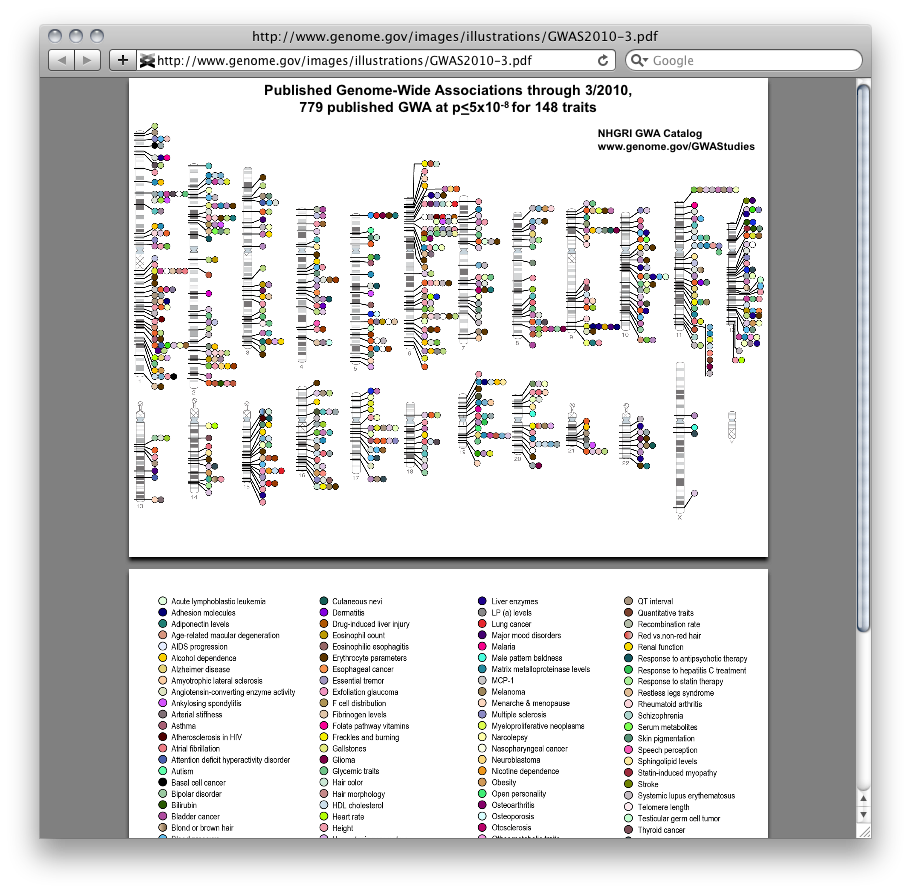 http://www.genome.gov/images/illustrations/GWAS2010-3.pdf
http://www.genome.gov/images/illustrations/GWAS2010-3.pdf
Google
Published Genome-Wide Associations through 3/2010,
779 published GWA at p≤5x10-8 for 148 traits
NHGRI GWA Catalog
www.genome.gov/GWAStudies
Acute lymphoblastic leukemia
Adhesion molecules
Adiponectin levels
Age-related macular degeneration
AIDS progression
Alcohol dependence
Alzheimer disease
Amyotrophic lateral sclerosis
Angiotensin-converting enzyme activity
Ankylosing spondylitis
Arterial stiffness
Asthma
Atherosclerosis in HIV
Atrial fibrillation
Attention deficit hyperactivity disorder
Autism
Basal cell cancer
Bipolar disorder
Bilirubin
Bladder cancer
Blond or brown hair
Cutaneous nevi
Dermatitis
Drug-induced liver injury
Eosinophil count
Eosinophilic esophagitis
Erythrocyte parameters
Esophageal cancer
Essential tremor
Exfoliation glaucoma
F cell distribution
Fibrinogen levels
Folate pathway vitamins
Freckles and burning
Gallstones
Glioma
Glycemic traits
Hair color
Hair morphology
HDL cholesterol
Heart rate
Height
Liver enzymes
LP (a) levels
Lung cancer
Major mood disorders
Malaria
Male pattern baldness
Matrix metalloproteinase levels
MCP-1
Melanoma
Menarche & menopause
Multiple sclerosis
Myeloproliferative neoplasms
Narcolepsy
Nasopharyngeal cancer
Neuroblastoma
Nicotine dependence
Obesity
Open personality
Osteoarthritis
Osteoporosis
Otosclerosis
QT interval
Quantitative traits
Recombination rate
Red vs.non-red hair
Renal function
Response to antipsychotic therapy
Response to hepatitis C treatment
Response to statin therapy
Restless legs syndrome
Rheumatoid arthritis
Schizophrenia
Serum metabolites
Skin pigmentation
Speech perception
Sphingolipid levels
Statin-induced myopathy
Stroke
Systemic lupus erythematosus
Telomere length
Testicular germ cell tumor
Thyroid cancer